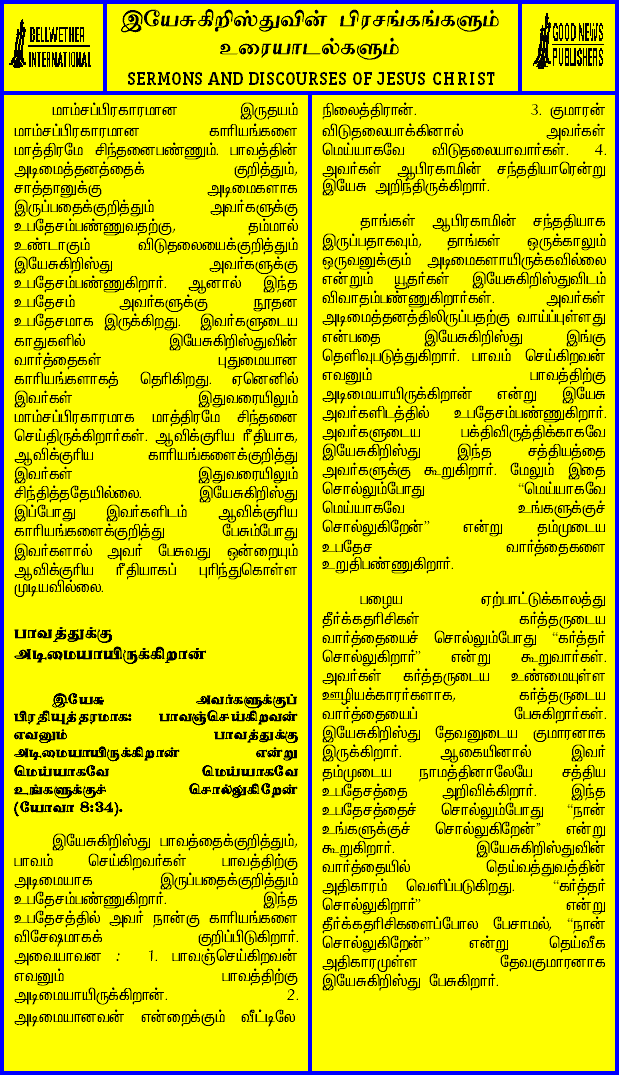 BELLWETHER
INTERNATIONAL
இயேசுகிறிஸ்துவின் பிரசங்கங்களும்
உரையாடல்களும்
SERMONS AND DISCOURSES OF JESUS CHRIST
GOOD NEWS
PUBLISHERS
மாம்சப்பிரகாரமான இருதயம்
மாம்சப்பிரகாரமான காரியங்களை
மாத்திரமே சிந்தனைபண்ணும். பாவத்தின்
அடிமைத்தனத்தைக் குறித்தும்,
சாத்தானுக்கு அடிமைகளாக
இருப்பதைக்குறித்தும் அவர்களுக்கு
உபதேசம்பண்ணுவதற்கு, தம்மால்
உண்டாகும் விடுதலையைக்குறித்தும்
இயேசுகிறிஸ்து அவர்களுக்கு
உபதேசம்பண்ணுகிறார். ஆனால் இந்த
உபதேசம் அவர்களுக்கு நூதன
உபதேசமாக இருக்கிறது. இவர்களுடைய
காதுகளில் இயேசுகிறிஸ்துவின்
வார்த்தைகள் புதுமையான
காரியங்களாகத் தெரிகிறது. ஏனெனில்
இவர்கள் இதுவரையிலும்
மாம்சப்பிரகாரமாக மாத்திரமே சிந்தனை
செய்திருக்கிறார்கள். ஆவிக்குரிய ரீதியாக,
ஆவிக்குரிய காரியங்களைக்குறித்து
இவர்கள் இதுவரையிலும்
சிந்தித்ததேயில்லை. இயேசுகிறிஸ்து
இப்போது இவர்களிடம் ஆவிக்குரிய
காரியங்களைக்குறித்து பேசும்போது
இவர்களால் அவர் பேசுவது ஒன்றையும்
ஆவிக்குரிய ரீதியாகப் புரிந்துகொள்ள
முடியவில்லை.
பாவத்துக்கு
அடிமையாயிருக்கிறான்
இயேசு அவர்களுக்குப்
பிரதியுத்தரமாக: பாவஞ்செய்கிறவன்
எவனும் பாவத்துக்கு
அடிமையாயிருக்கிறான் என்று
மெய்யாகவே மெய்யாகவே
உங்களுக்குச் சொல்லுகிறேன்
(யோவா 8:34).
இயேசுகிறிஸ்து பாவத்தைக்குறித்தும்,
பாவம் செய்கிறவர்கள் பாவத்திற்கு
அடிமையாக இருப்பதைக்குறித்தும்
உபதேசம்பண்ணுகிறார். இந்த
உபதேசத்தில் அவர் நான்கு காரியங்களை
விசேஷமாகக் குறிப்பிடுகிறார்.
அவையாவன : 1. பாவஞ்செய்கிறவன்
எவனும் பாவத்திற்கு
அடிமையாயிருக்கிறான். 2.
அடிமையானவன் என்றைக்கும் வீட்டிலே
நிலைத்திரான். 3. குமாரன்
விடுதலையாக்கினால் அவர்கள்
மெய்யாகவே விடுதலையாவார்கள். 4.
அவர்கள் ஆபிரகாமின் சந்ததியாரென்று
இயேசு அறிந்திருக்கிறார்.
தாங்கள் ஆபிரகாமின் சந்ததியாக
இருப்பதாகவும், தாங்கள் ஒருக்காலும்
ஒருவனுக்கும் அடிமைகளாயிருக்கவில்லை
என்றும் யூதர்கள் இயேசுகிறிஸ்துவிடம்
விவாதம்பண்ணுகிறார்கள். அவர்கள்
அடிமைத்தனத்திலிருப்பதற்கு வாய்ப்புள்ளது
என்பதை இயேசுகிறிஸ்து இங்கு
தெளிவுபடுத்துகிறார். பாவம் செய்கிறவன்
எவனும் பாவத்திற்கு
அடிமையாயிருக்கிறான் என்று இயேசு
அவர்களிடத்தில் உபதேசம்பண்ணுகிறார்.
அவர்களுடைய பக்திவிருத்திக்காகவே
இயேசுகிறிஸ்து இந்த சத்தியத்தை
அவர்களுக்கு கூறுகிறார். மேலும் இதை
சொல்லும்போது “மெய்யாகவே
மெய்யாகவே உங்களுக்குச்
சொல்லுகிறேன்” என்று தம்முடைய
உபதேச வார்த்தைகளை
உறுதிபண்ணுகிறார்.
பழைய ஏற்பாட்டுக்காலத்து
தீர்க்கதரிசிகள் கர்த்தருடைய
வார்த்தையைச் சொல்லும்போது “கர்த்தர்
சொல்லுகிறார்” என்று கூறுவார்கள்.
அவர்கள் கர்த்தருடைய உண்மையுள்ள
ஊழியக்காரர்களாக, கர்த்தருடைய
வார்த்தையைப் பேசுகிறார்கள்.
இயேசுகிறிஸ்து தேவனுடைய குமாரனாக
இருக்கிறார். ஆகையினால் இவர்
தம்முடைய நாமத்தினாலேயே சத்திய
உபதேசத்தை அறிவிக்கிறார். இந்த
உபதேசத்தைச் சொல்லும்போது “நான்
உங்களுக்குச் சொல்லுகிறேன்” என்று
கூறுகிறார். இயேசுகிறிஸ்துவின்
வார்த்தையில் தெய்வத்துவத்தின்
அதிகாரம் வெளிப்படுகிறது. “கர்த்தர்
சொல்லுகிறார்” என்று
தீர்க்கதரிசிகளைப்போல பேசாமல், “நான்
சொல்லுகிறேன்” என்று தெய்வீக
அதிகாரமுள்ள தேவகுமாரனாக
இயேசுகிறிஸ்து பேசுகிறார்.